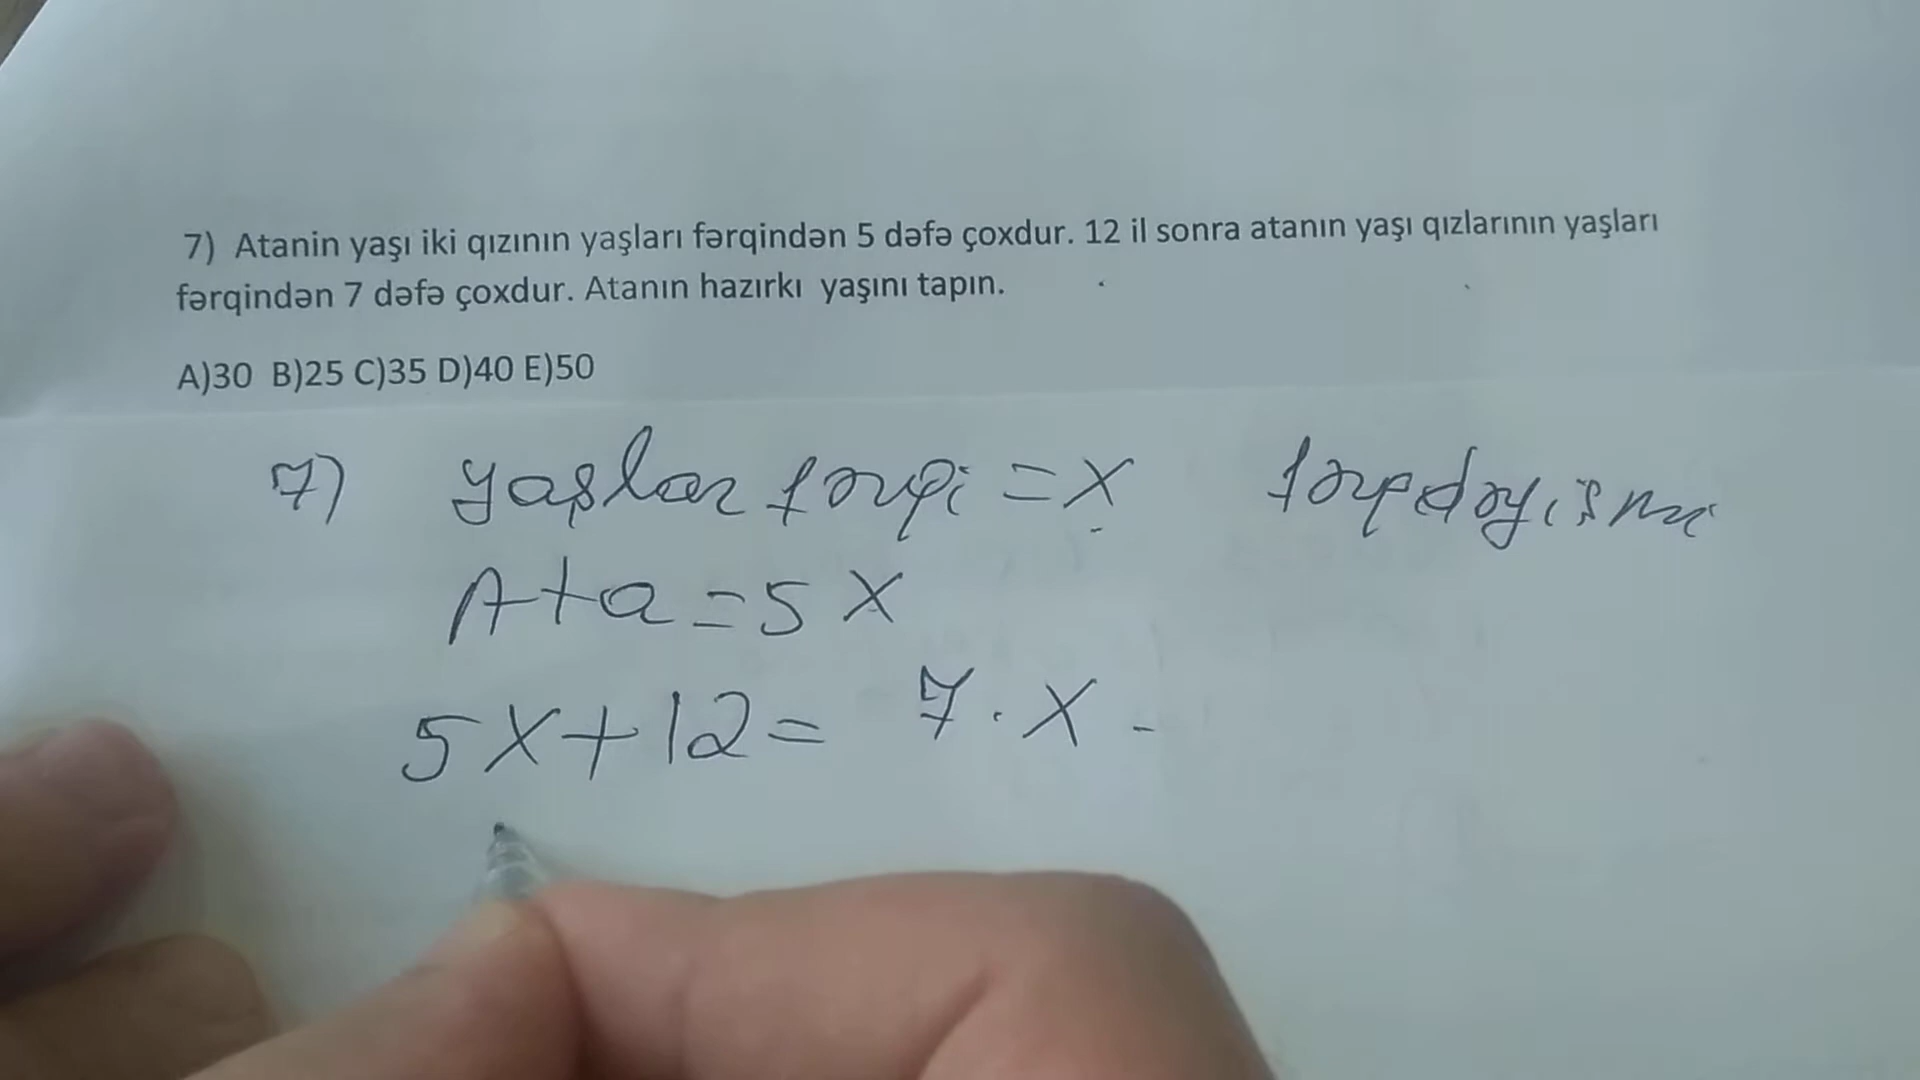 7) Atanin yaşı iki qızının yaşları fərqindən 5 dəfə çoxdur. 12 il sonra atanın yaşı qızlarının yaşları
fərqindən 7 dəfə çoxdur. Atanın hazırkı yaşını tapın.
A)30 B)25 C)35 D)40 E)50
7) yaşlar fərqi = x fərq dəyişmi
Ata = 5x
5x+12= 7·x